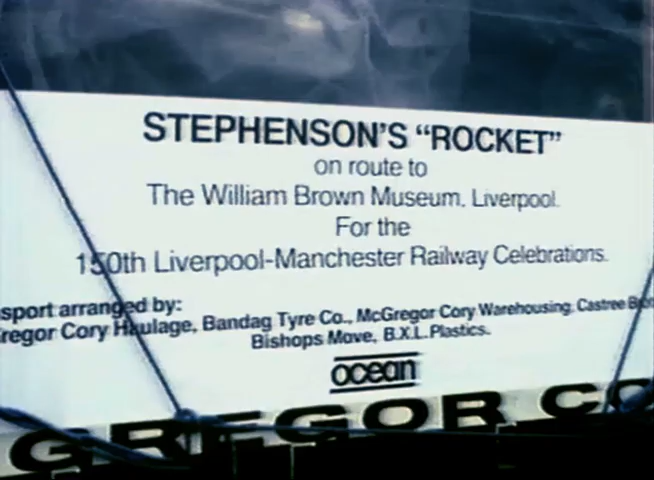 STEPHENSON'S “ROCKET”
on route to
The William Brown Museum, Liverpool.
For the
150th Liverpool-Manchester Railway Celebrations.
sport arranged by:
regor Cory Haulage, Bandag Tyre Co., McGregor Cory Warehousing, Castree
Bishops Move, B.X.L. Plastics.
ocean
GREGOR CO